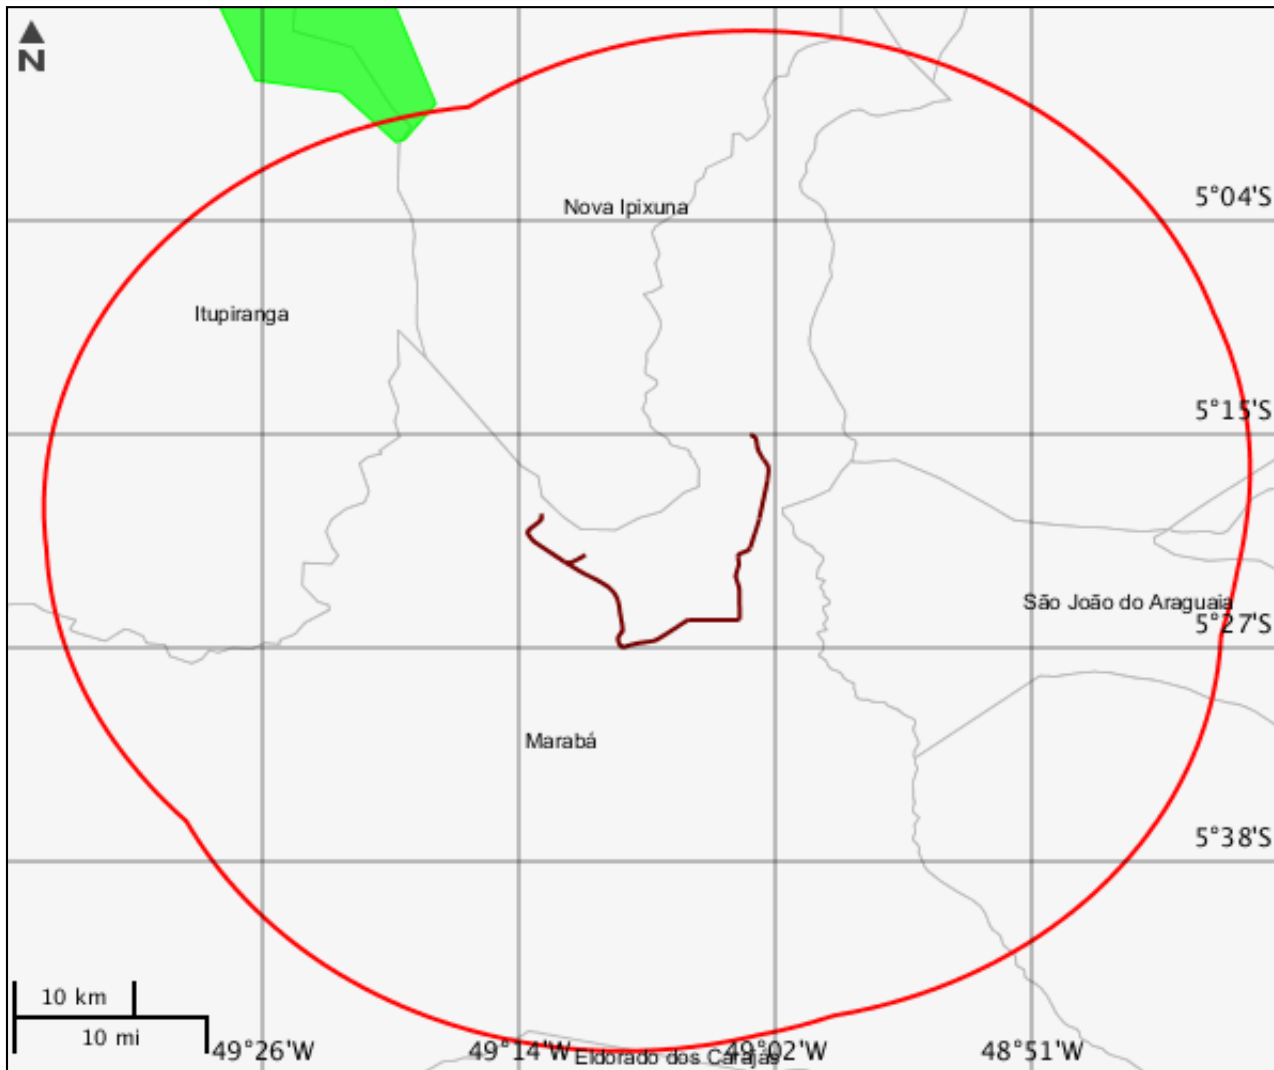 N
Nova Ipixuna
5°04'S
Itupiranga
5°15'S
São João do Araguaia
5°27'S
Marabá
5°38'S
10 km
10 mi
49°26'W
49°14'W
Eldorado dos Carajás
49°02'W
48°51'W